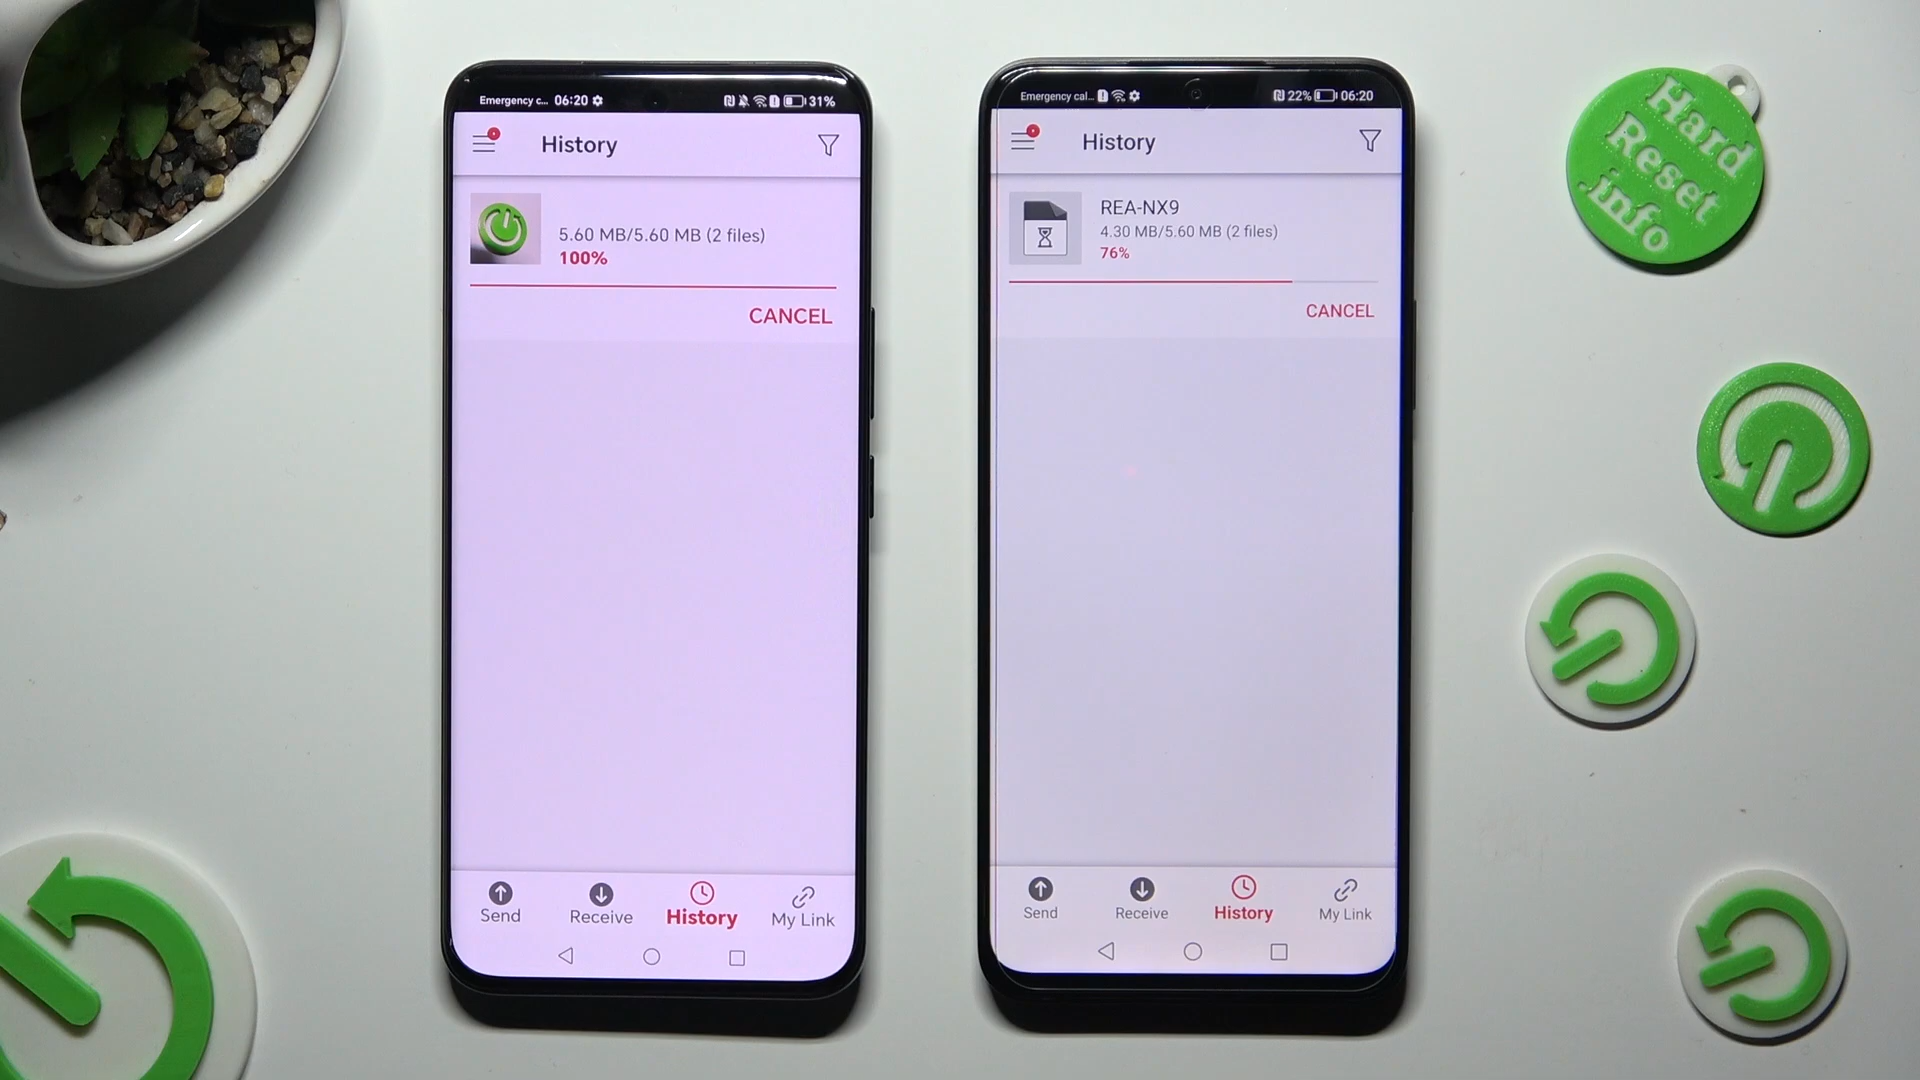 Emergency c... 06:20 31%
History
5.60 MB/5.60 MB (2 files)
100%
CANCEL
Send Receive History My Link
Emergency cal... 22% 06:20
History
REA-NX9
4.30 MB/5.60 MB (2 files)
76%
CANCEL
Send Receive History My Link
Hard
Reset
.info